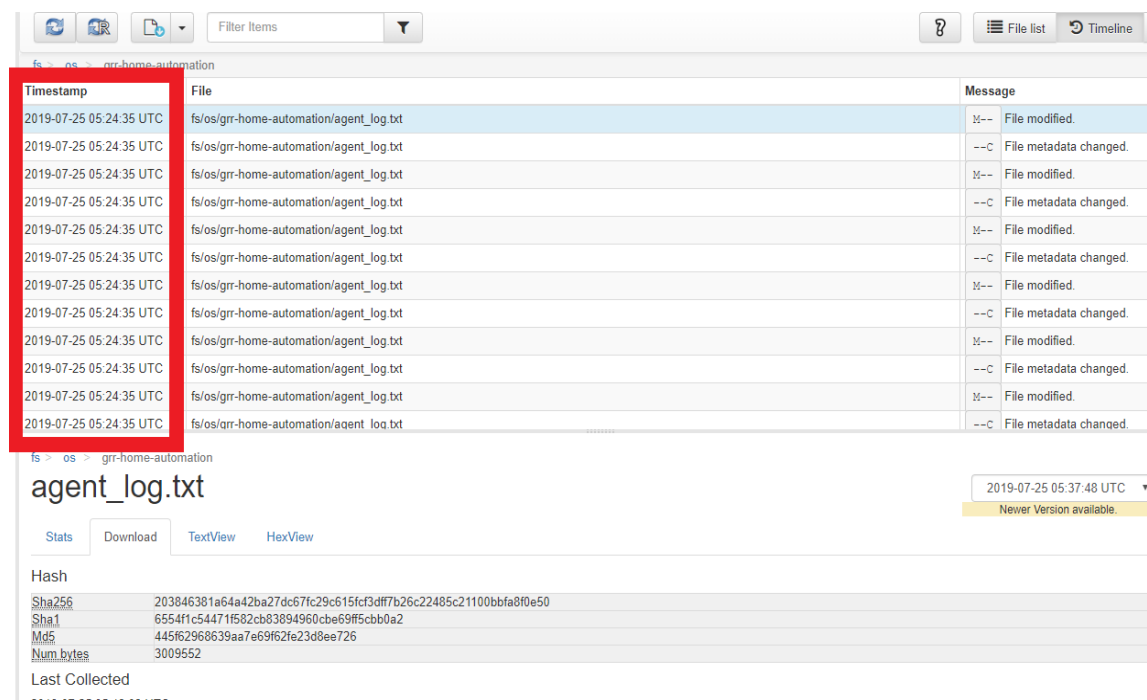 Filter Items ? File list Timeline
fs > os > grr-home-automation
Timestamp File Message
2019-07-25 05:24:35 UTC fs/os/grr-home-automation/agent_log.txt M-- File modified.
2019-07-25 05:24:35 UTC fs/os/grr-home-automation/agent_log.txt --C File metadata changed.
2019-07-25 05:24:35 UTC fs/os/grr-home-automation/agent_log.txt M-- File modified.
2019-07-25 05:24:35 UTC fs/os/grr-home-automation/agent_log.txt --C File metadata changed.
2019-07-25 05:24:35 UTC fs/os/grr-home-automation/agent_log.txt M-- File modified.
2019-07-25 05:24:35 UTC fs/os/grr-home-automation/agent_log.txt --C File metadata changed.
2019-07-25 05:24:35 UTC fs/os/grr-home-automation/agent_log.txt M-- File modified.
2019-07-25 05:24:35 UTC fs/os/grr-home-automation/agent_log.txt --C File metadata changed.
2019-07-25 05:24:35 UTC fs/os/grr-home-automation/agent_log.txt M-- File modified.
2019-07-25 05:24:35 UTC fs/os/grr-home-automation/agent_log.txt --C File metadata changed.
2019-07-25 05:24:35 UTC fs/os/grr-home-automation/agent_log.txt M-- File modified.
2019-07-25 05:24:35 UTC fs/os/grr-home-automation/agent_log.txt --C File metadata changed.
fs > os > grr-home-automation
agent_log.txt
2019-07-25 05:37:48 UTC
Newer Version available.
Stats Download TextView HexView
Hash
Sha256 203846381a64a42ba27dc67fc29c615fcf3dff7b26c22485c21100bbfa8f0e50
Sha1 6554f1c54471f582cb83894960cbe69ff5cbb0a2
Md5 445f62968639aa7e69f62fe23d8ee726
Num bytes 3009552
Last Collected